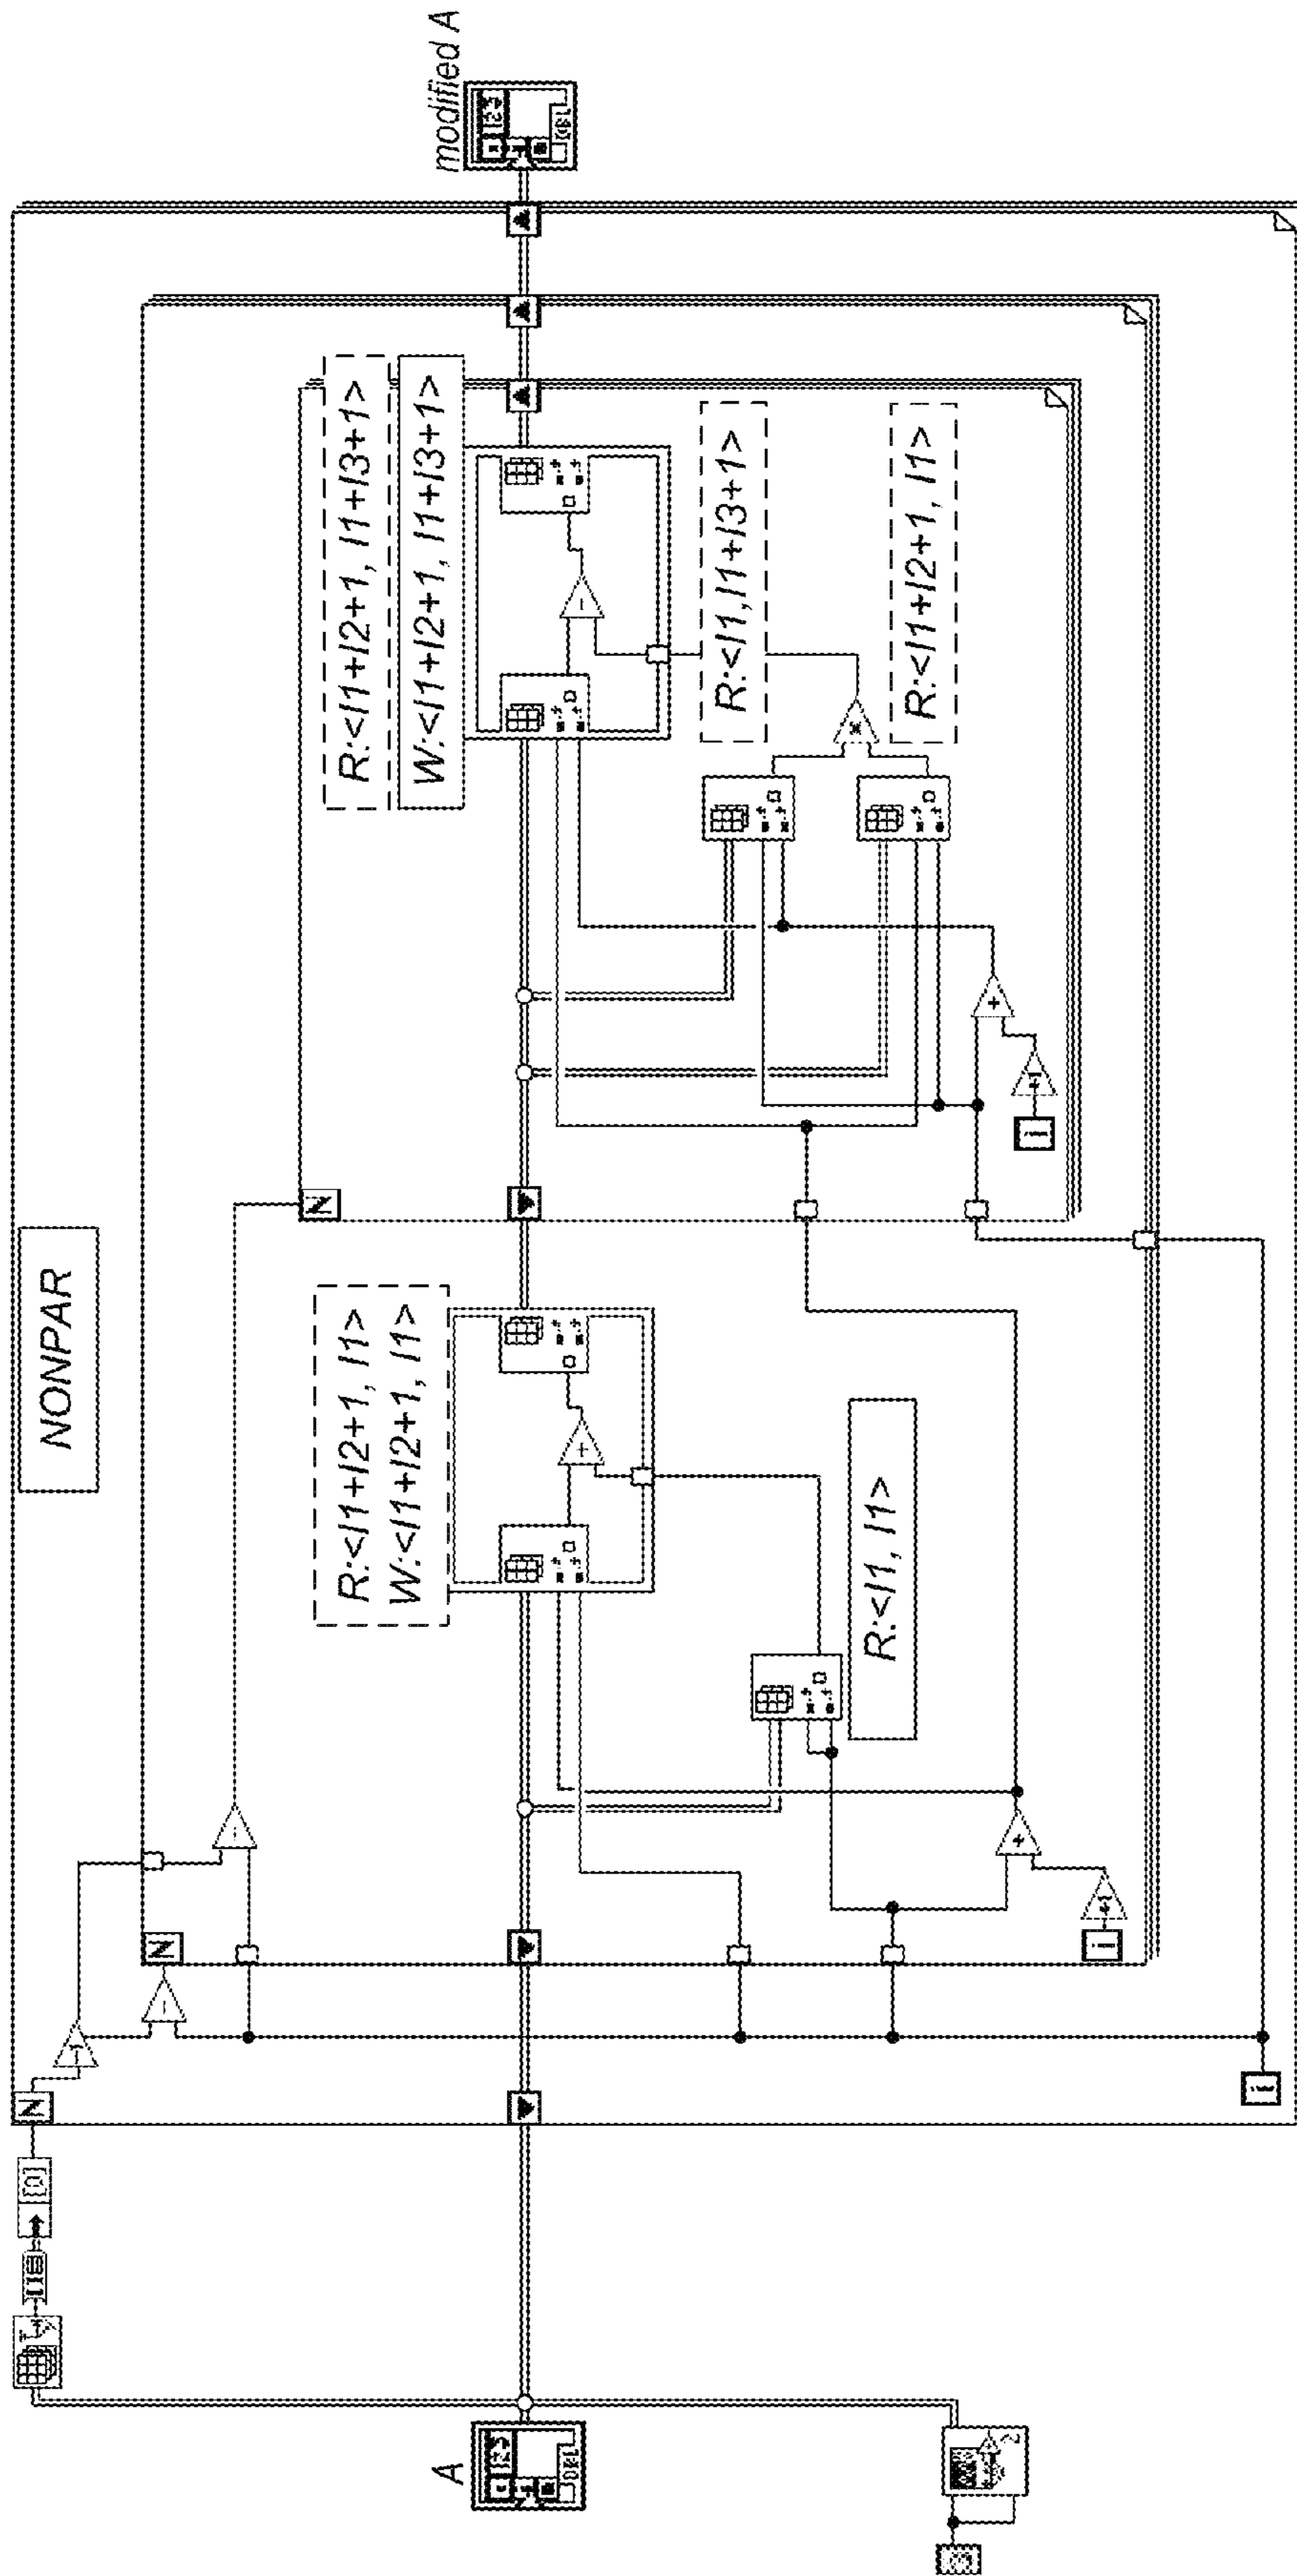 NONPAR
N
N
N
A
modified A
R:<I1+I2+1, I1>
W:<I1+I2+1, I1>
R:<I1, I1>
R:<I1+I2+1, I1+I3+1>
W:<I1+I2+1, I1+I3+1>
R:<I1,I1+I3+1>
R:<I1+I2+1, I1>
i
i
i